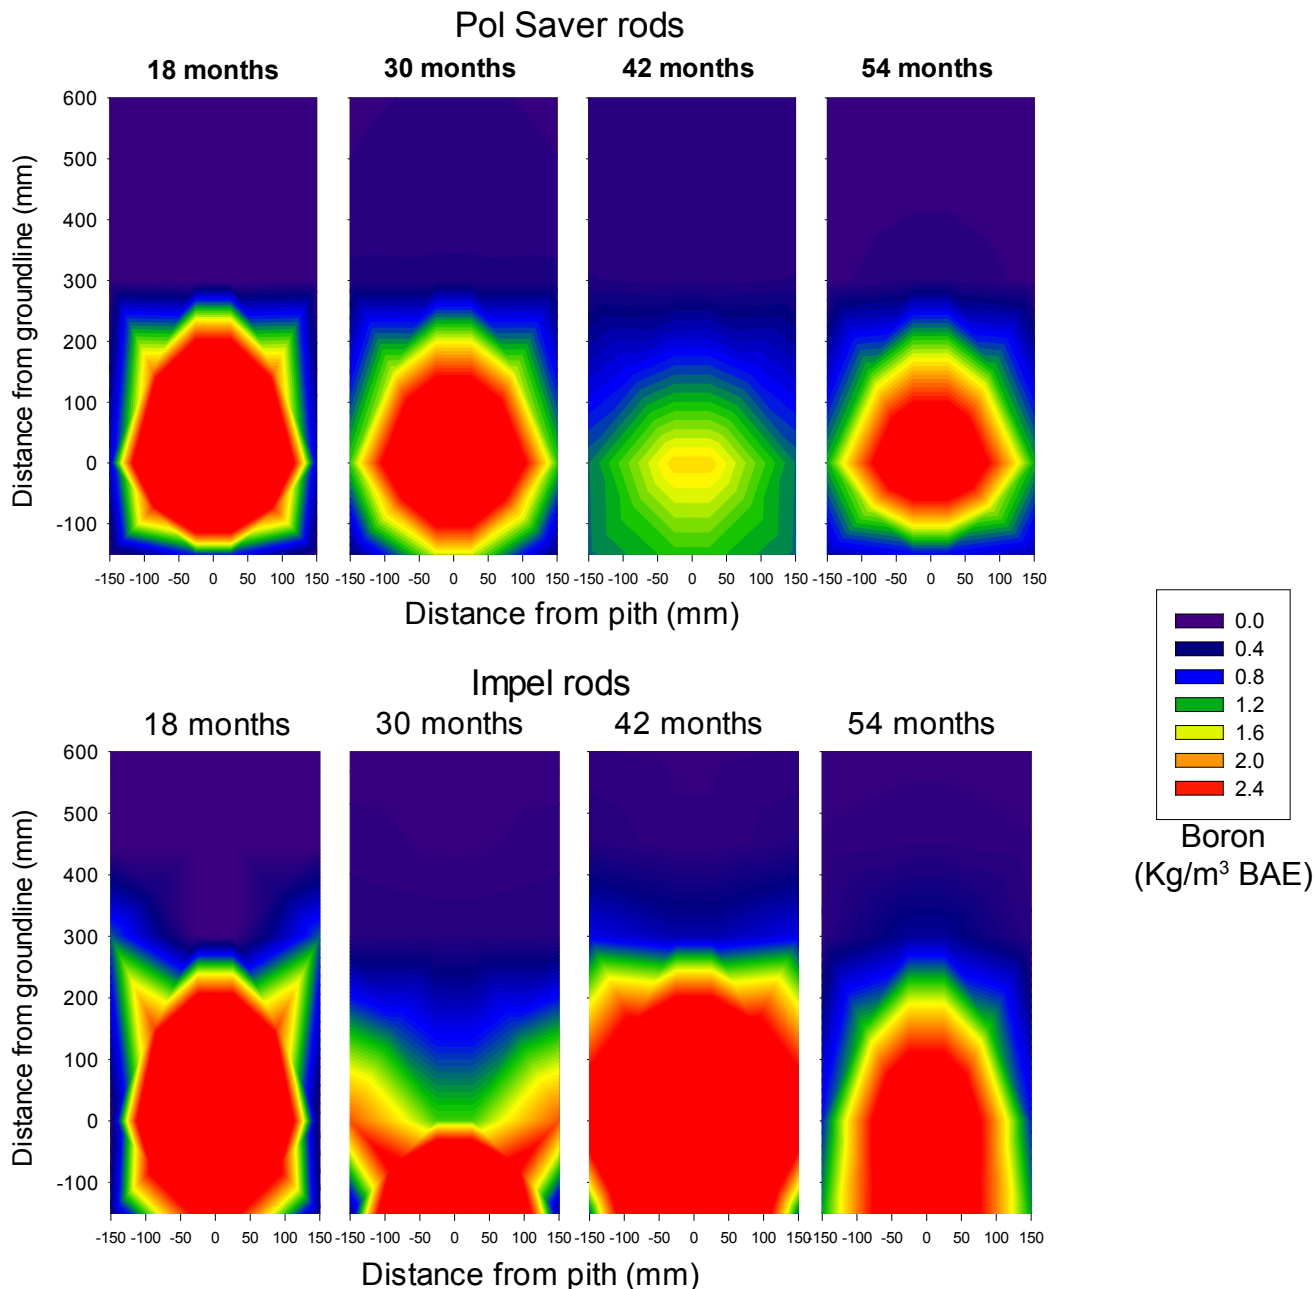 Pol Saver rods
18 months 30 months 42 months 54 months
Distance from groundline (mm)
600
500
400
300
200
100
0
-100
-150 -100 -50 0 50 100 150 -150 -100 -50 0 50 100 150 -150 -100 -50 0 50 100 150 -150 -100 -50 0 50 100 150
Distance from pith (mm)
0.0
0.4
0.8
1.2
1.6
2.0
2.4
Boron
(Kg/m³ BAE)
Impel rods
18 months 30 months 42 months 54 months
Distance from groundline (mm)
600
500
400
300
200
100
0
-100
-150 -100 -50 0 50 100 150 -150 -100 -50 0 50 100 150 -150 -100 -50 0 50 100 150 -150 -100 -50 0 50 100 150
Distance from pith (mm)